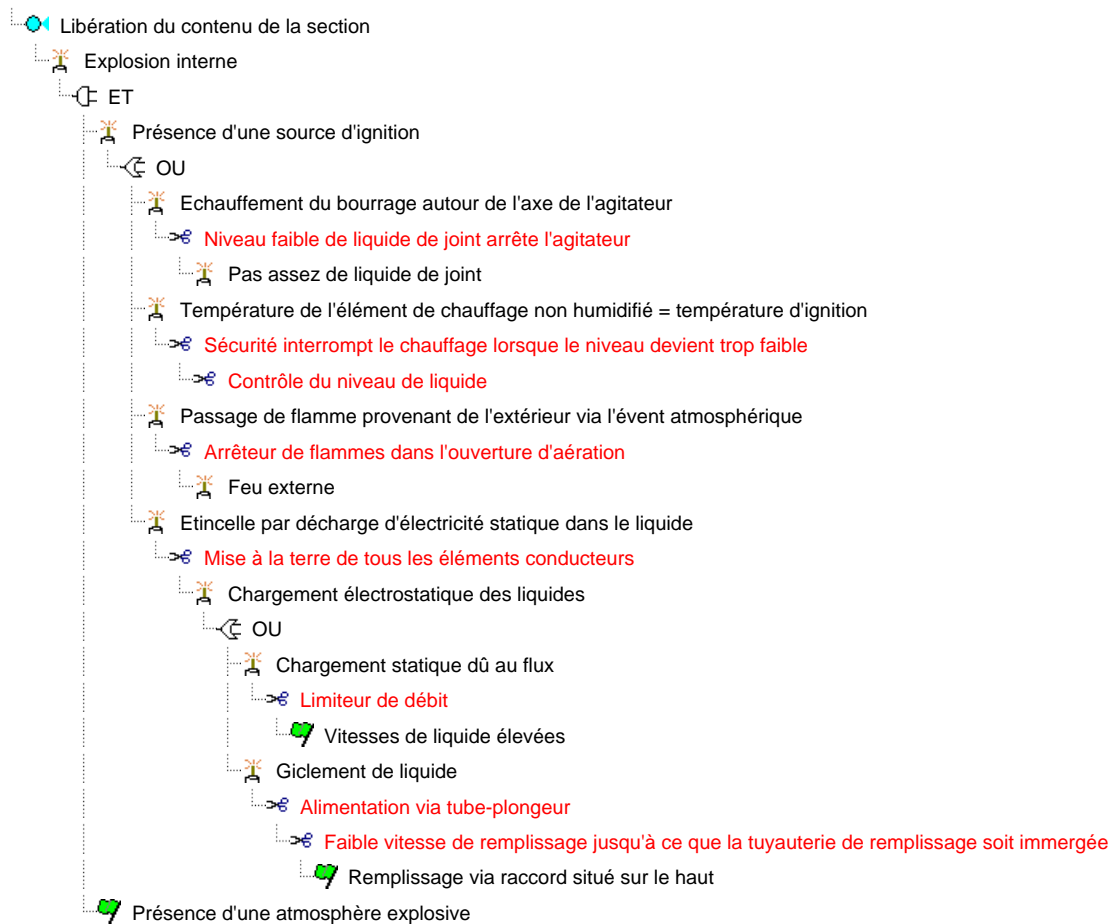 Libération du contenu de la section
Explosion interne
ET
Présence d'une source d'ignition
OU
Echauffement du bourrage autour de l'axe de l'agitateur
Niveau faible de liquide de joint arrête l'agitateur
Pas assez de liquide de joint
Température de l'élément de chauffage non humidifié = température d'ignition
Sécurité interrompt le chauffage lorsque le niveau devient trop faible
Contrôle du niveau de liquide
Passage de flamme provenant de l'extérieur via l'évent atmosphérique
Arrêteur de flammes dans l'ouverture d'aération
Feu externe
Etincelle par décharge d'électricité statique dans le liquide
Mise à la terre de tous les éléments conducteurs
Chargement électrostatique des liquides
OU
Chargement statique dû au flux
Limiteur de débit
Vitesses de liquide élevées
Giclement de liquide
Alimentation via tube-plongeur
Faible vitesse de remplissage jusqu'à ce que la tuyauterie de remplissage soit immergée
Remplissage via raccord situé sur le haut
Présence d'une atmosphère explosive